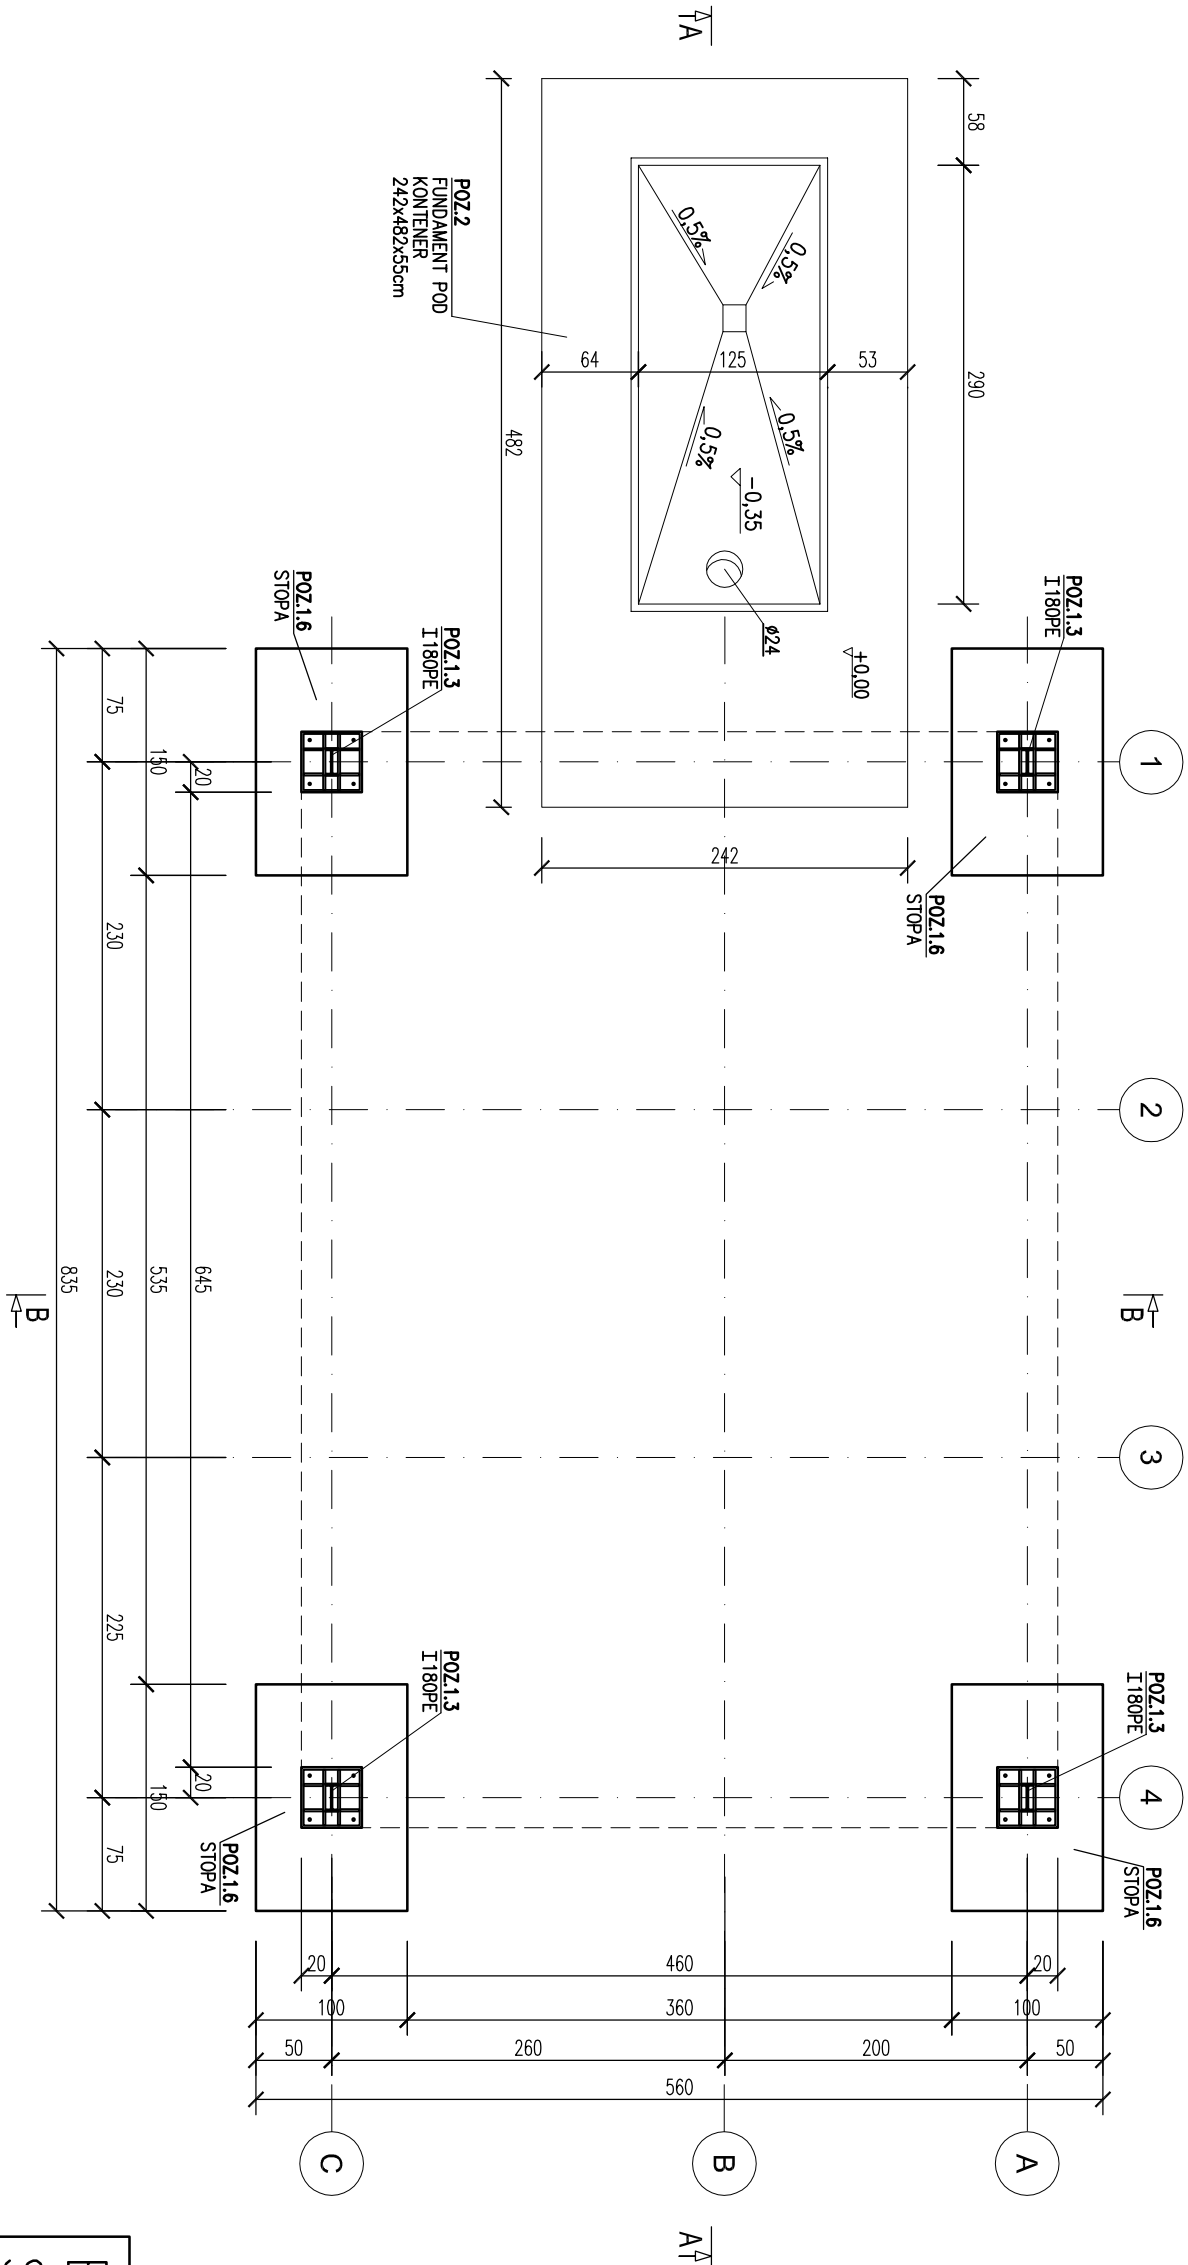 A
A
B
B
1
2
3
4
A
B
C
58
290
POZ.1.3
I180PE
POZ.1.6
STOPA
POZ.1.3
I180PE
POZ.1.6
STOPA
0,5%
0,5%
0,5%
0,5%
-0,35
+0,00
ø24
53
125
64
242
482
POZ.2
FUNDAMENT POD
KONTENER
242x482x55cm
POZ.1.3
I180PE
POZ.1.6
STOPA
POZ.1.3
I180PE
POZ.1.6
STOPA
20
645
20
150
535
150
75
230
230
225
75
835
20
460
20
100
360
100
50
260
200
50
560